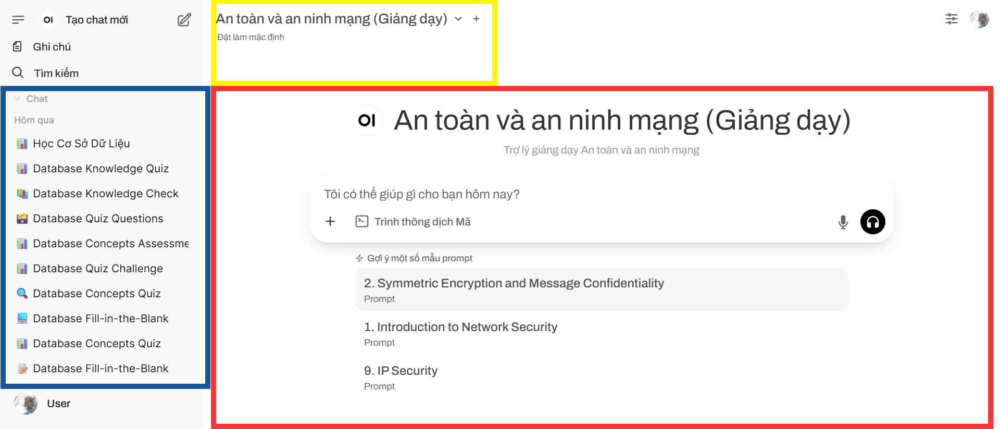 OI Tạo chat mới
Ghi chú
Tìm kiếm
Chat
Hôm qua
Học Cơ Sở Dữ Liệu
Database Knowledge Quiz
Database Knowledge Check
Database Quiz Questions
Database Concepts Assessme
Database Quiz Challenge
Database Concepts Quiz
Database Fill-in-the-Blank
Database Concepts Quiz
Database Fill-in-the-Blank
User
An toàn và an ninh mạng (Giảng dạy)
Đặt làm mặc định
OI An toàn và an ninh mạng (Giảng dạy)
Trợ lý giảng dạy An toàn và an ninh mạng
Tôi có thể giúp gì cho bạn hôm nay?
Trình thông dịch Mã
Gợi ý một số mẫu prompt
2. Symmetric Encryption and Message Confidentiality
Prompt
1. Introduction to Network Security
Prompt
9. IP Security
Prompt